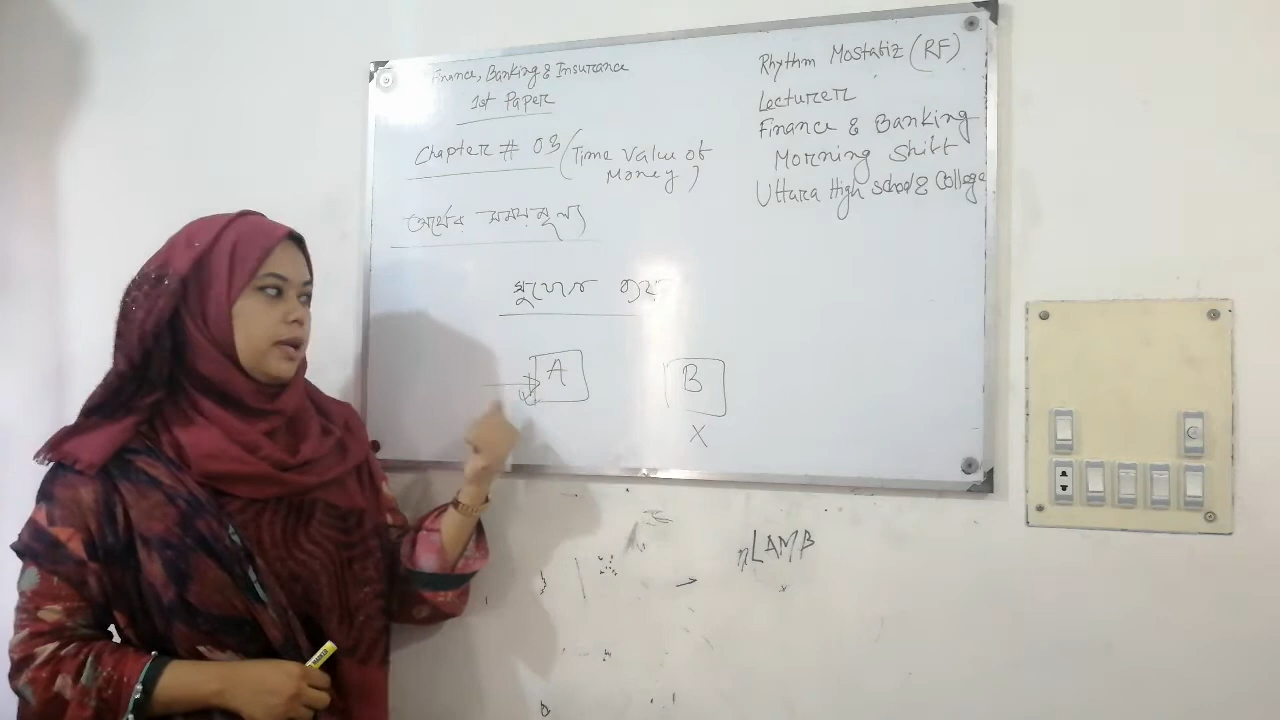 Finance, Banking & Insurance
1st Paper
Chapter # 03 (Time Value of Money)
অর্থের সময়মূল্য
সুযোগ ব্যয়
A
B
X
Rhythm Mostafiz (RF)
Lecturer
Finance & Banking
Morning Shift
Uttara High School & College
LAMB